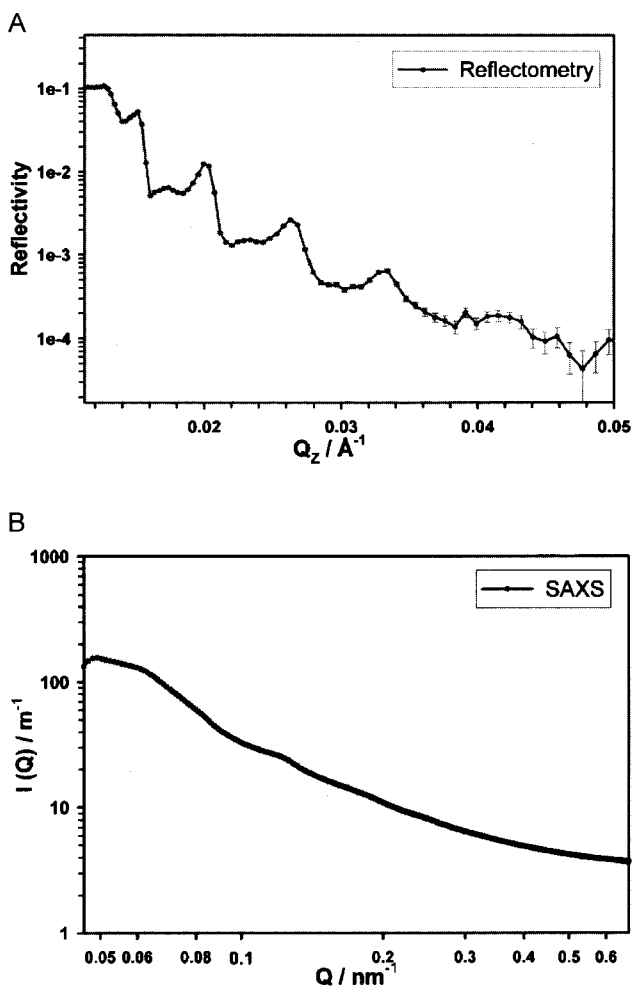 A
Reflectometry
1e-1
1e-2
1e-3
1e-4
Reflectivity
0.02 0.03 0.04 0.05
Qz / Å-1
B
SAXS
1000
100
10
1
I (Q) / m-1
0.05 0.06 0.08 0.1 0.2 0.3 0.4 0.5 0.6
Q / nm-1